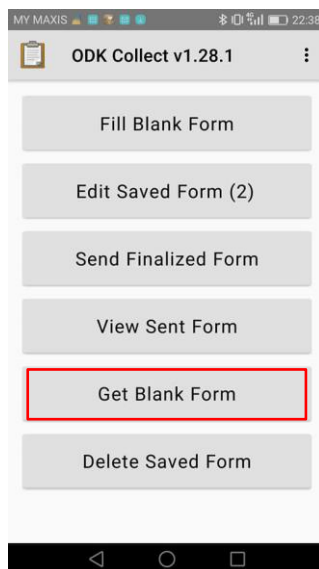 MY MAXIS 4G 22:38
ODK Collect v1.28.1
Fill Blank Form
Edit Saved Form (2)
Send Finalized Form
View Sent Form
Get Blank Form
Delete Saved Form